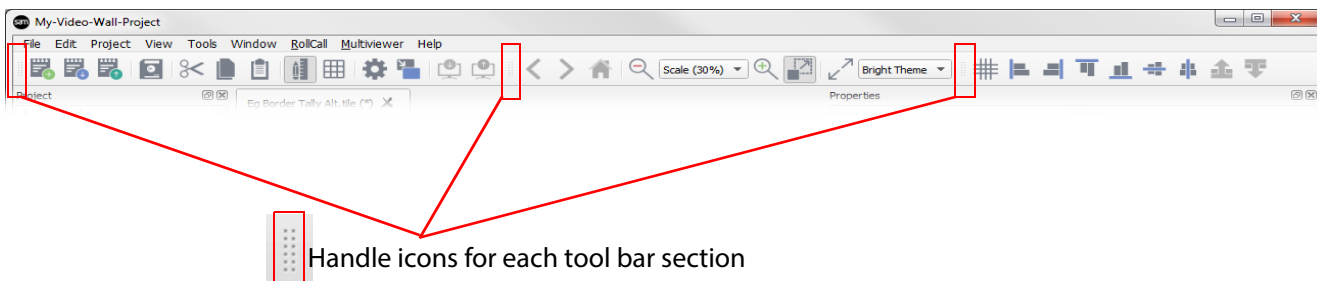 sam My-Video-Wall-Project
File Edit Project View Tools Window RollCall Multiviewer Help
Scale (30%) Bright Theme
Project Eg Border Tally Alt.tile (*) Properties
Handle icons for each tool bar section